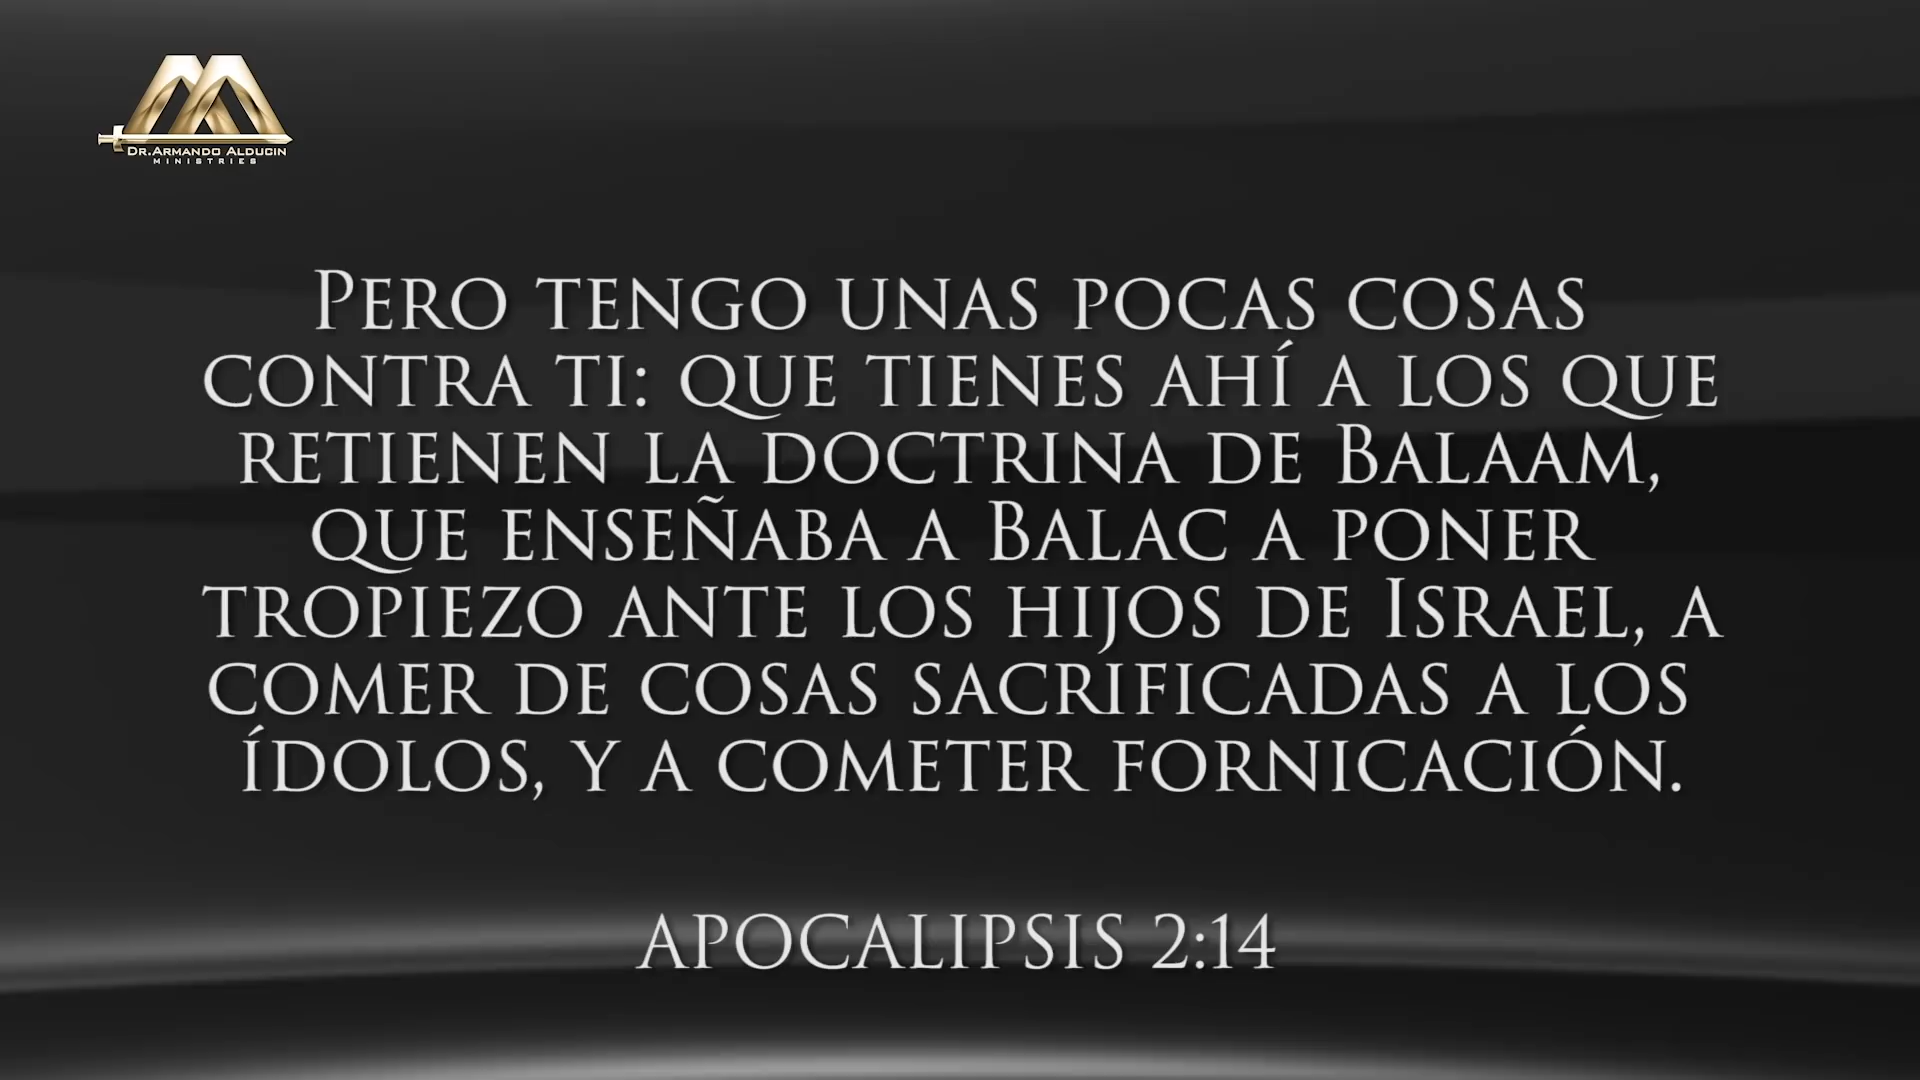 Dr. Armando Alducin
MINISTRIES
Pero tengo unas pocas cosas
contra ti: que tienes ahí a los que
retienen la doctrina de Balaam,
que enseñaba a Balac a poner
tropiezo ante los hijos de Israel, a
comer de cosas sacrificadas a los
ídolos, y a cometer fornicación.
APOCALIPSIS 2:14